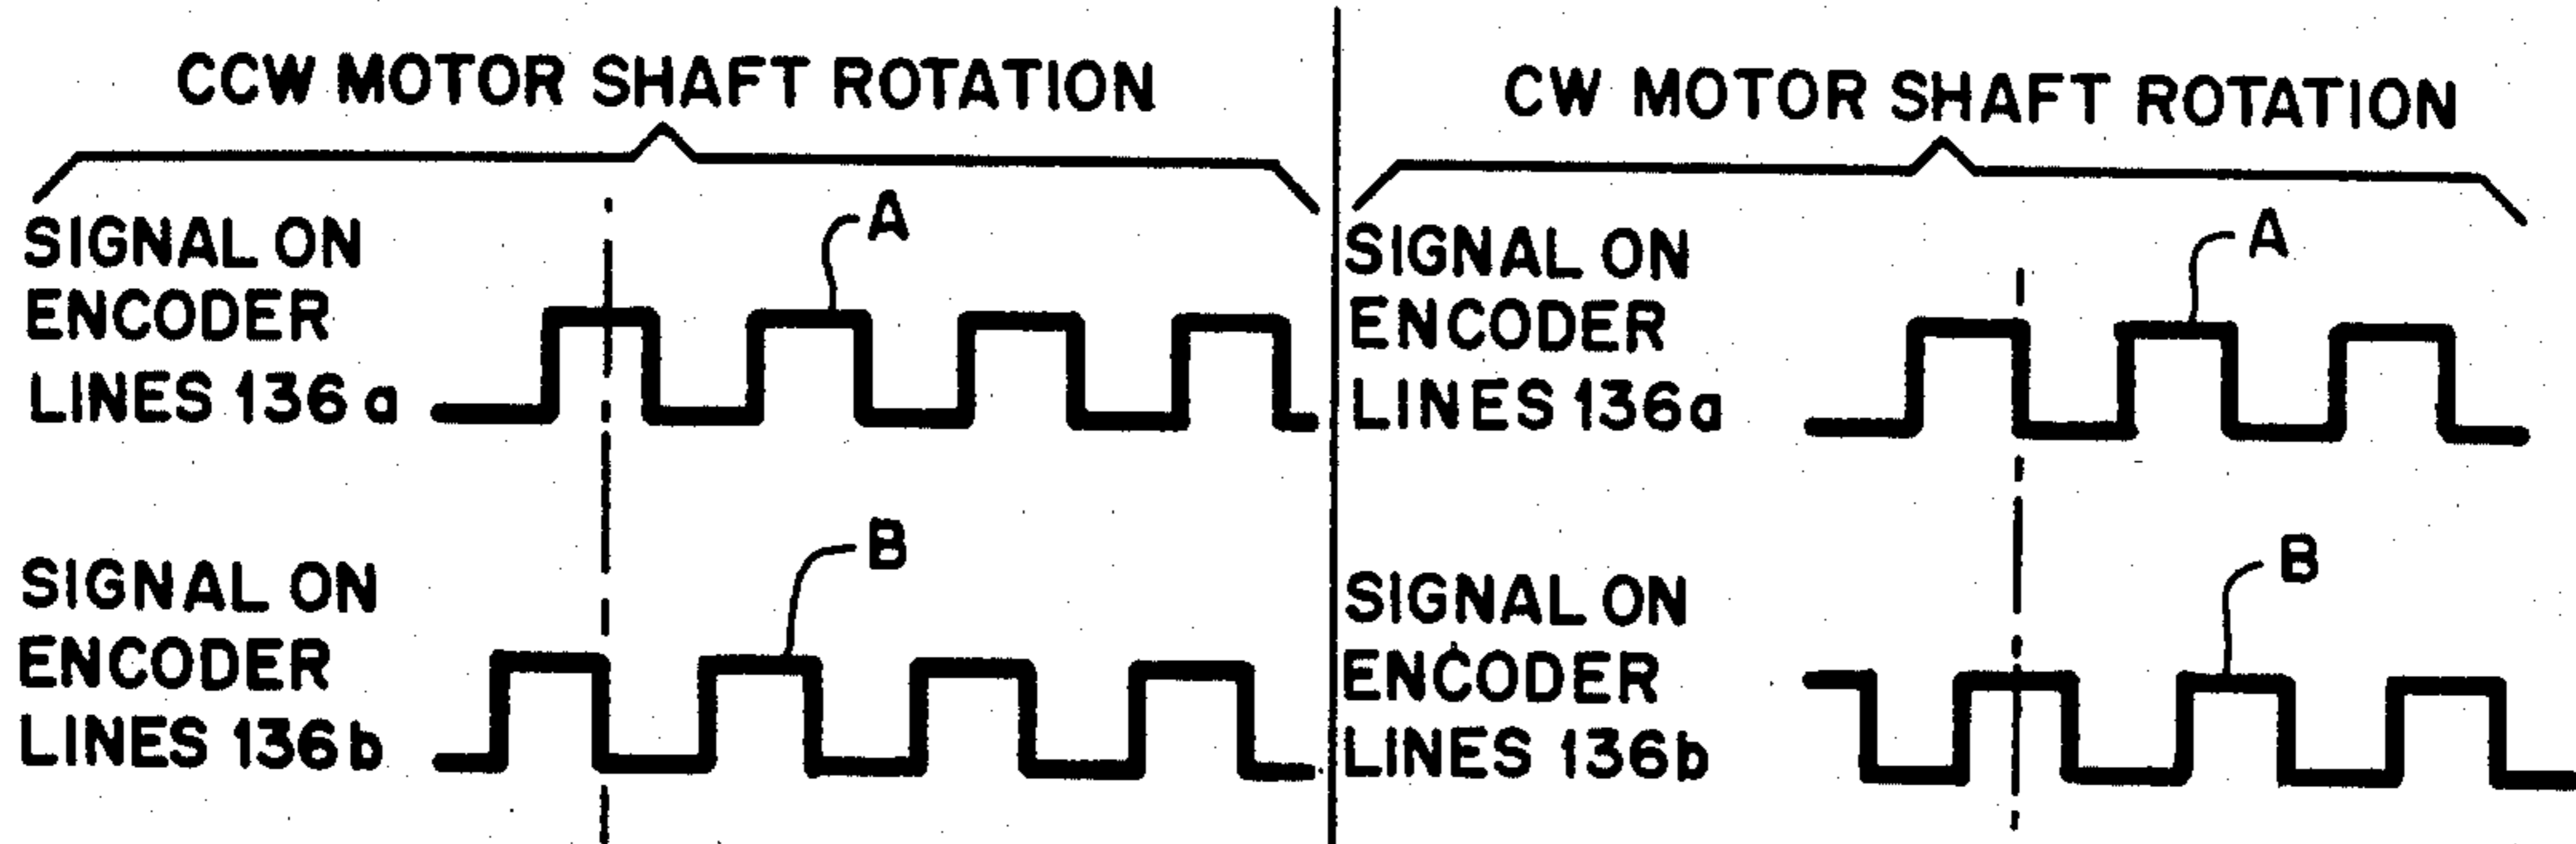 CCW MOTOR SHAFT ROTATION
SIGNAL ON
ENCODER
LINES 136a
A
SIGNAL ON
ENCODER
LINES 136b
B
CW MOTOR SHAFT ROTATION
SIGNAL ON
ENCODER
LINES 136a
A
SIGNAL ON
ENCODER
LINES 136b
B